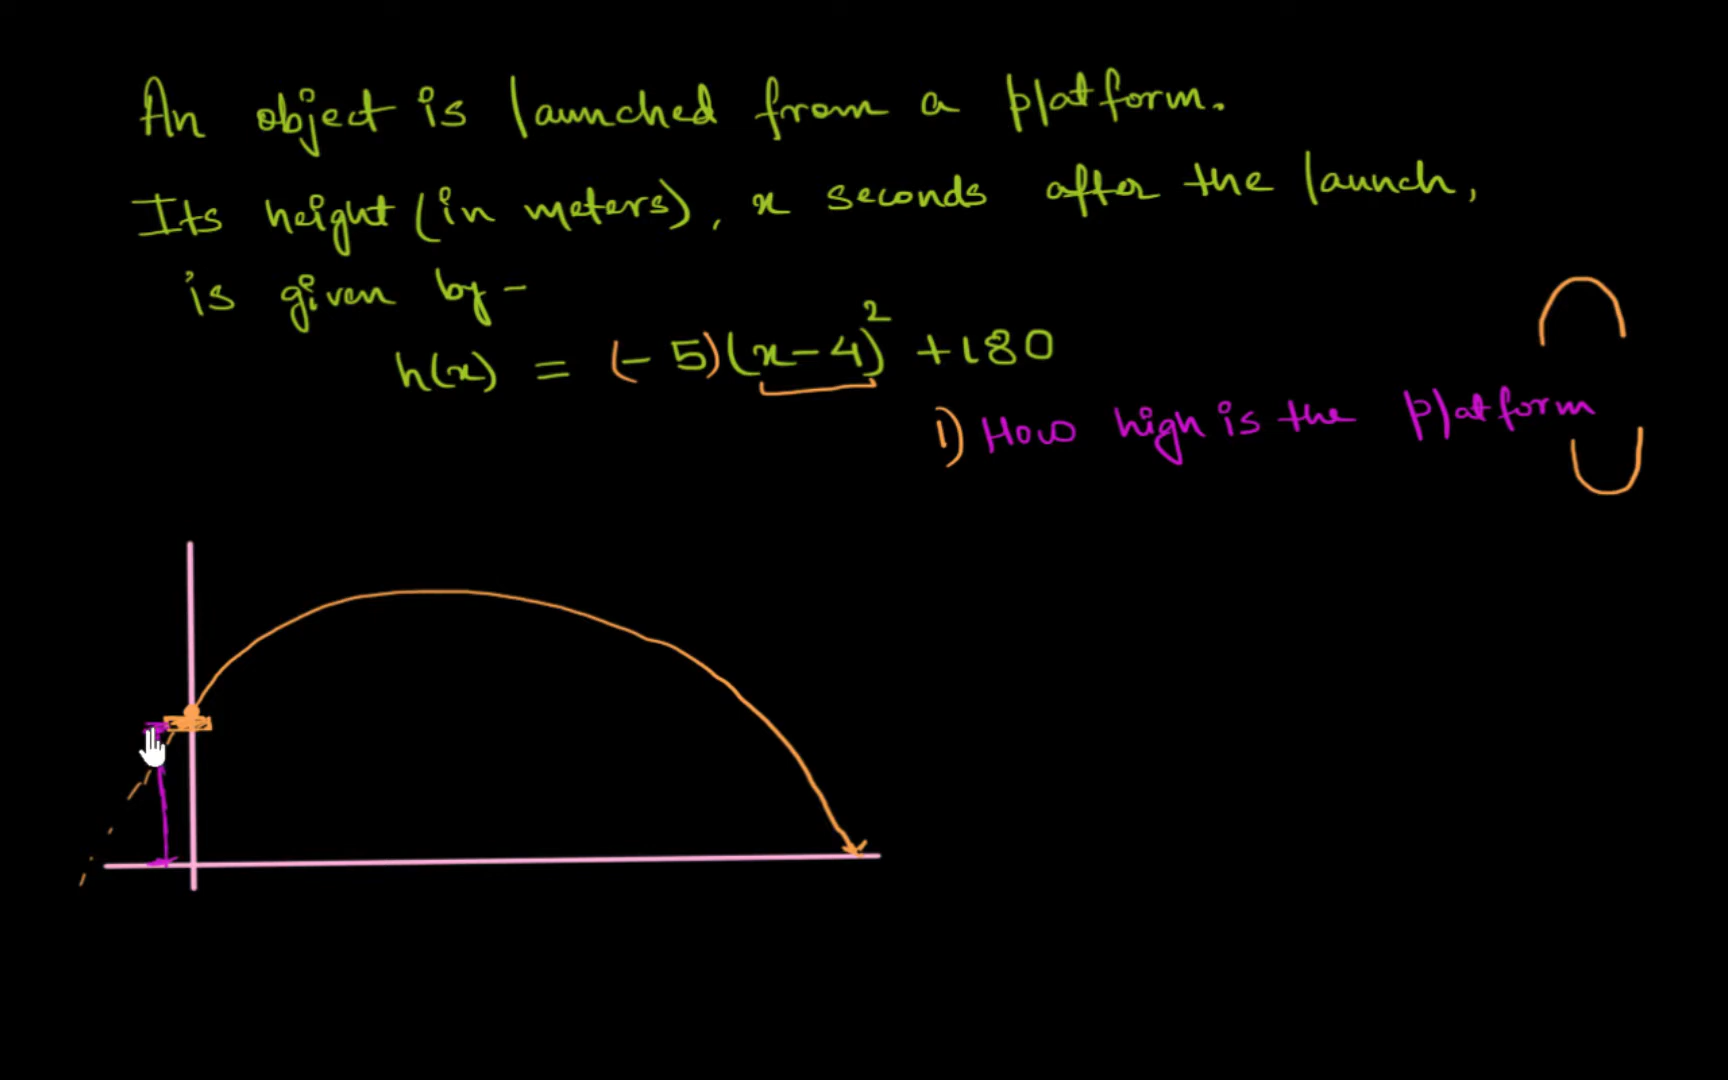 An object is launched from a platform.
Its height (in meters), x seconds after the launch,
is given by -
h(x) = (-5)(x-4)² +180
1) How high is the platform